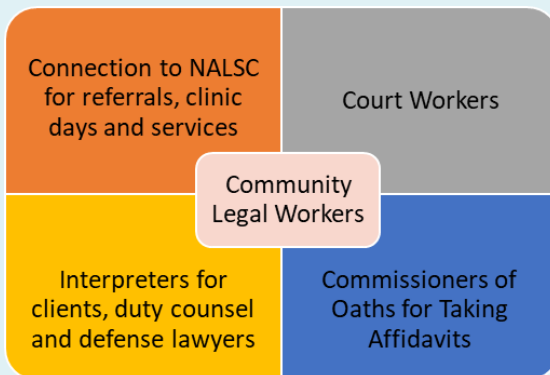 Connection to NALSC
for referrals, clinic
days and services
Court Workers
Community
Legal Workers
Interpreters for
clients, duty counsel
and defense lawyers
Commissioners of
Oaths for Taking
Affidavits